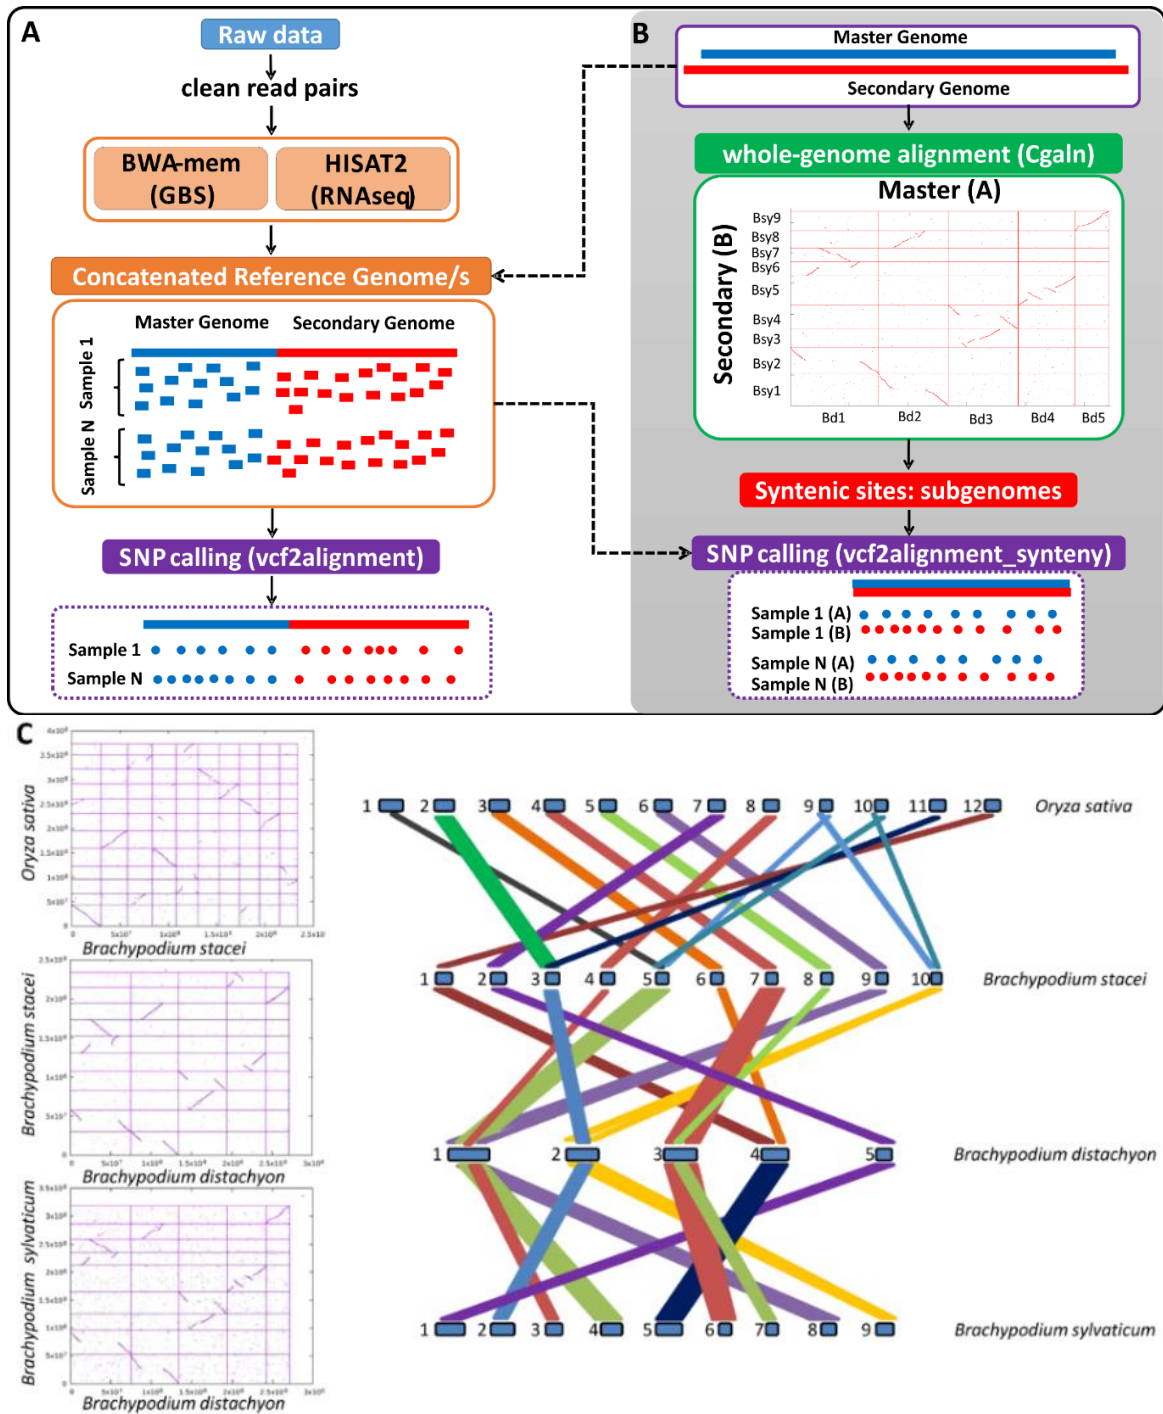 A
Raw data
clean read pairs
BWA-mem
(GBS)
HISAT2
(RNAseq)
Concatenated Reference Genome/s
Master Genome
Secondary Genome
Sample 1
Sample N
SNP calling (vcf2alignment)
Sample 1
Sample N
B
Master Genome
Secondary Genome
whole-genome alignment (Cgaln)
Master (A)
Secondary (B)
Bsy9
Bsy8
Bsy7
Bsy6
Bsy5
Bsy4
Bsy3
Bsy2
Bsy1
Bd1 Bd2 Bd3 Bd4 Bd5
Syntenic sites: subgenomes
SNP calling (vcf2alignment_synteny)
Sample 1 (A)
Sample 1 (B)
Sample N (A)
Sample N (B)
C
Oryza sativa
Brachypodium stacei
Brachypodium stacei
Brachypodium distachyon
Brachypodium sylvaticum
Brachypodium distachyon
1 2 3 4 5 6 7 8 9 10 11 12 Oryza sativa
1 2 3 4 5 6 7 8 9 10 Brachypodium stacei
1 2 3 4 5 Brachypodium distachyon
1 2 3 4 5 6 7 8 9 Brachypodium sylvaticum